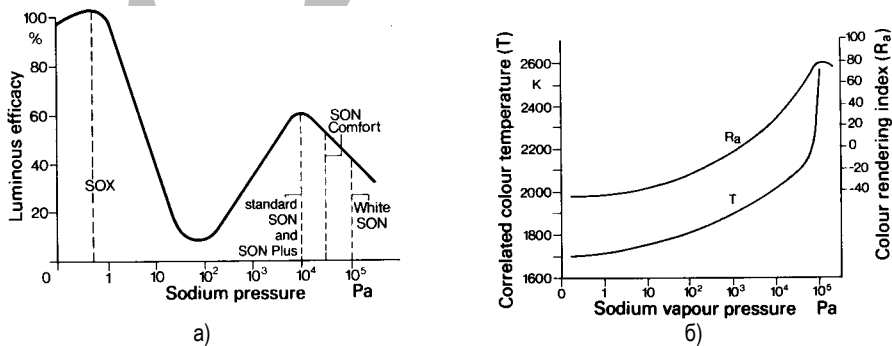 Luminous efficacy
100
%
80
60
40
20
SOX
standard
SON
and
SON Plus
SON
Comfort
White
SON
0
1
10
10²
10³
10⁴
10⁵
Sodium pressure
Pa
а)
Correlated colour temperature (T)
2600
K
2400
2200
2000
1800
1600
Ra
T
100
80
60
40
20
0
-20
-40
Colour rendering index (Ra)
0
1
10
10²
10³
10⁴
10⁵
Sodium vapour pressure
Pa
б)